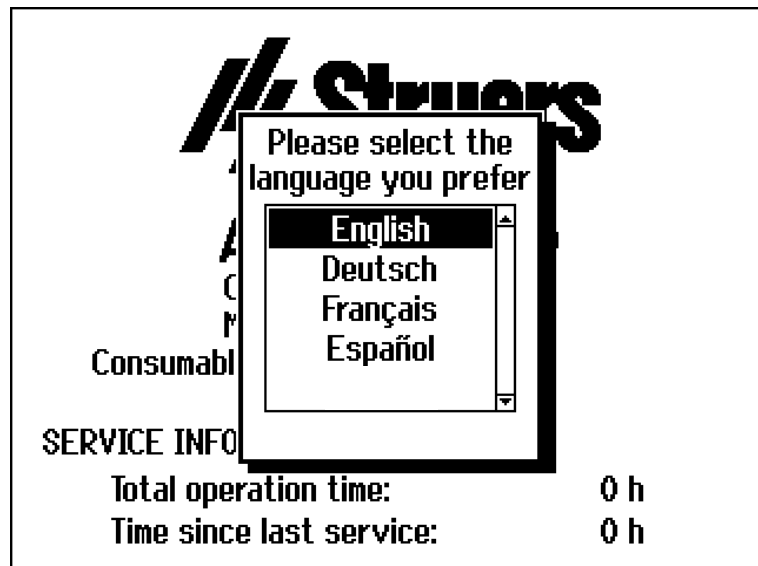 Struers
Please select the
language you prefer
English
Deutsch
Français
Español
Consumabl
SERVICE INFO
Total operation time: 0 h
Time since last service: 0 h